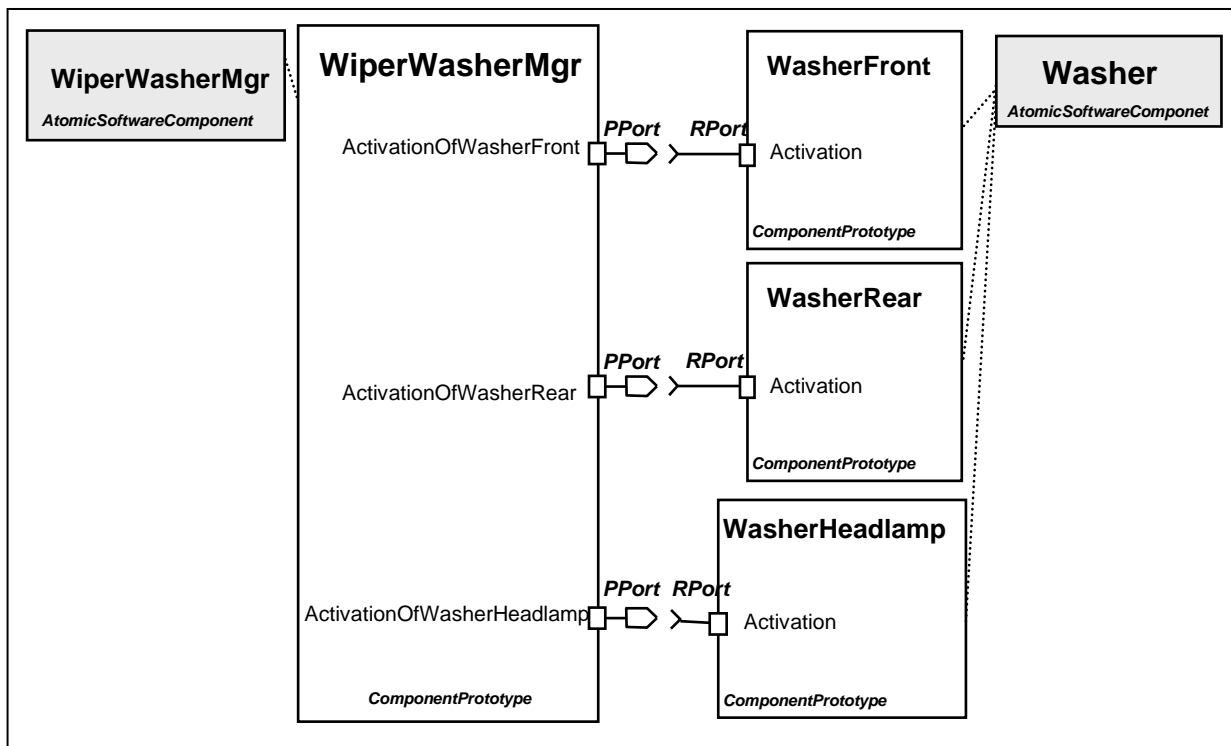 WiperWasherMgr
AtomicSoftwareComponent
WiperWasherMgr
ActivationOfWasherFront
ActivationOfWasherRear
ActivationOfWasherHeadlamp
ComponentPrototype
PPort
RPort
WasherFront
Activation
ComponentPrototype
PPort
RPort
WasherRear
Activation
ComponentPrototype
PPort
RPort
WasherHeadlamp
Activation
ComponentPrototype
Washer
AtomicSoftwareComponet